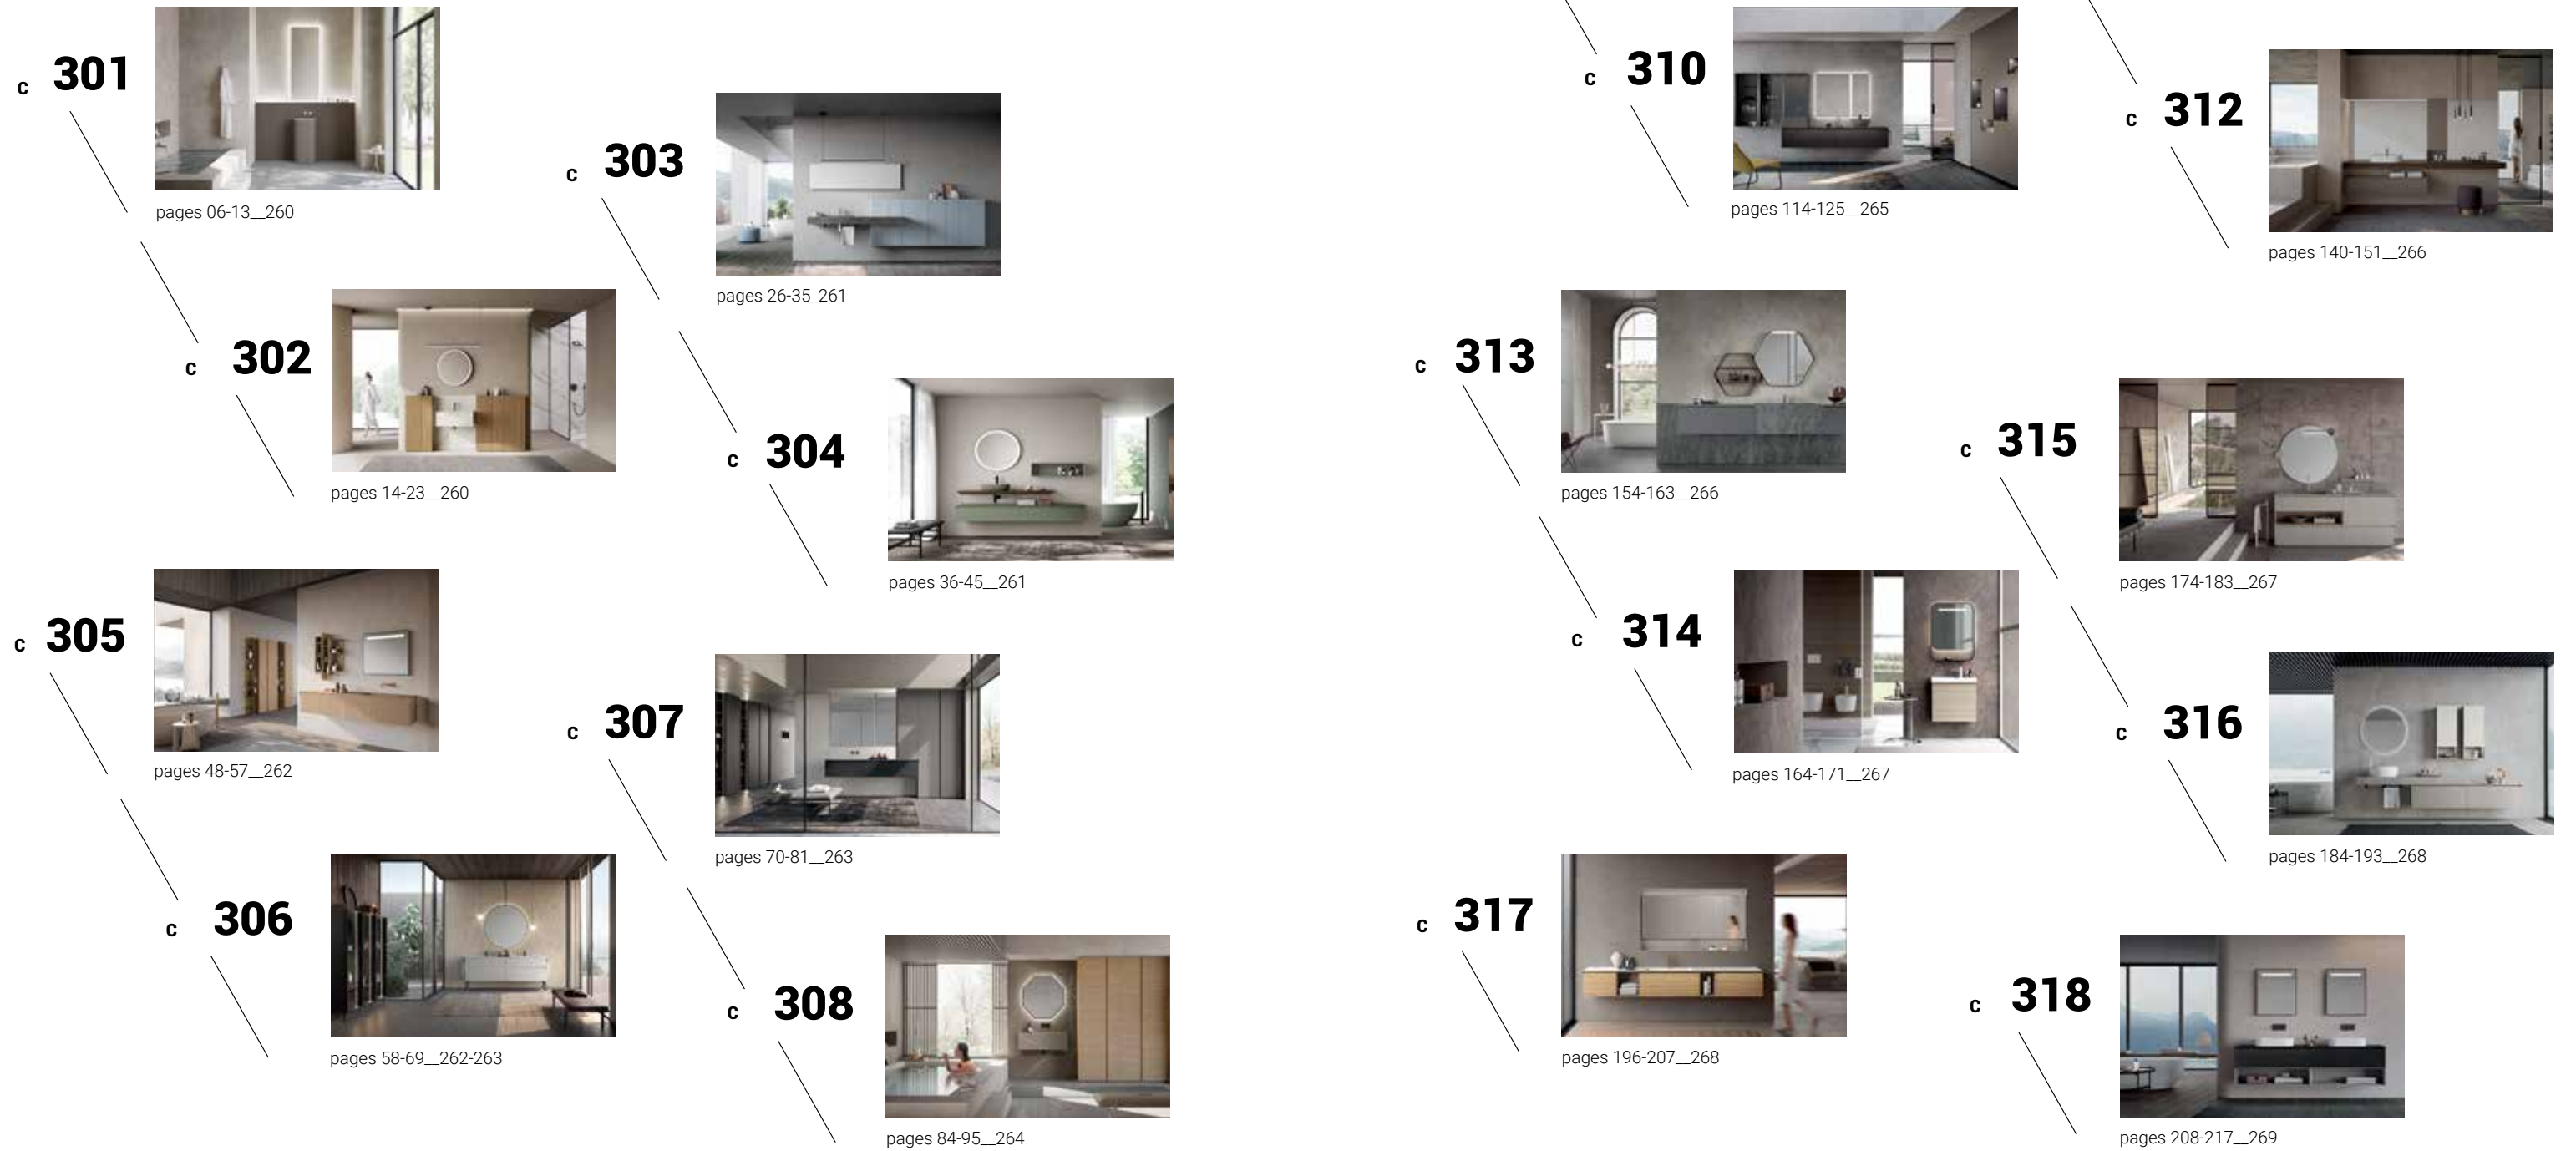 c 301
pages 06-13__260
c 302
pages 14-23__260
c 303
pages 26-35_261
c 304
pages 36-45__261
c 305
pages 48-57__262
c 306
pages 58-69__262-263
c 307
pages 70-81__263
c 308
pages 84-95__264
c 310
pages 114-125__265
c 312
pages 140-151__266
c 313
pages 154-163__266
c 314
pages 164-171__267
c 315
pages 174-183__267
c 316
pages 184-193__268
c 317
pages 196-207__268
c 318
pages 208-217__269